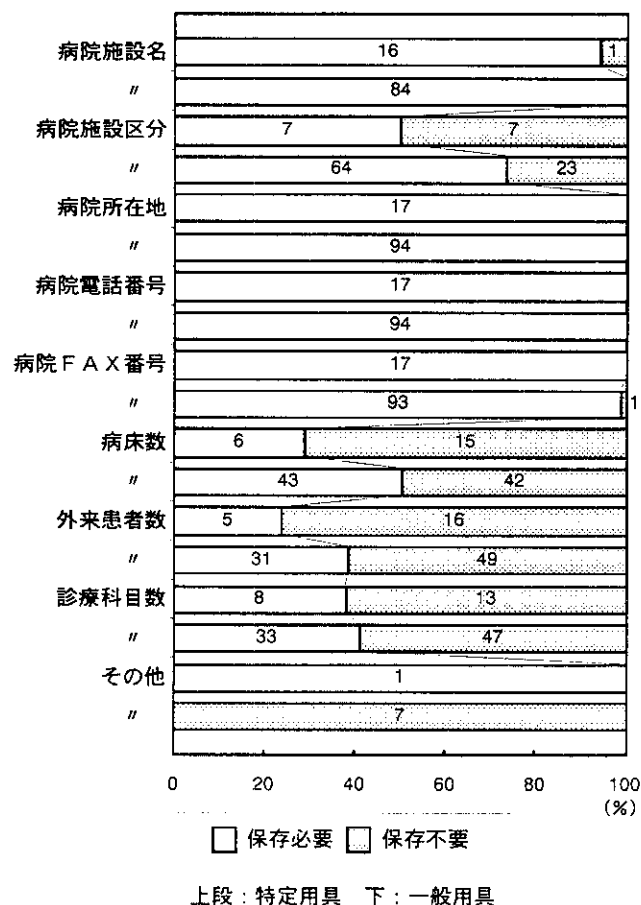 病院施設名 16 1
〃 84
病院施設区分 7 7
〃 64 23
病院所在地 17
〃 94
病院電話番号 17
〃 94
病院ＦＡＸ番号 17
〃 93 1
病床数 6 15
〃 43 42
外来患者数 5 16
〃 31 49
診療科目数 8 13
〃 33 47
その他 1
〃 7
0 20 40 60 80 100
(%)
保存必要 保存不要
上段：特定用具 下：一般用具